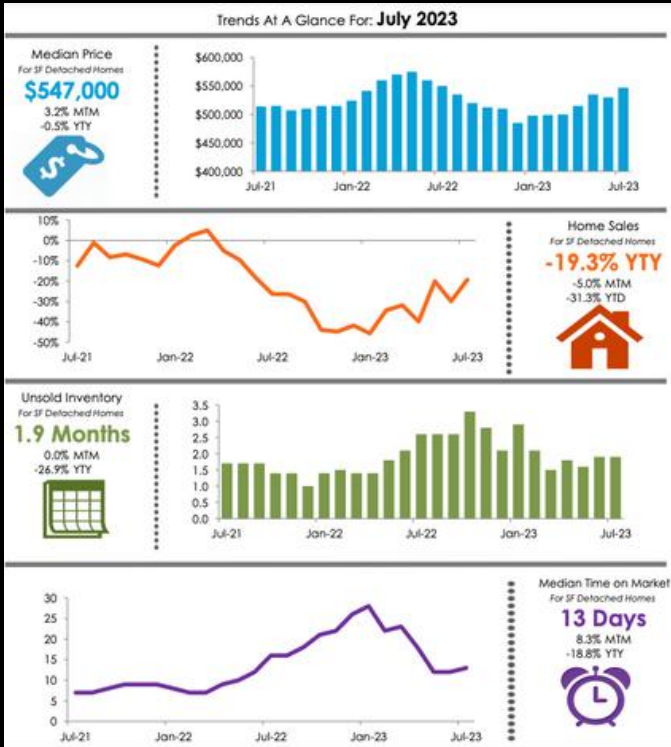 Trends At A Glance For: July 2023
Median Price
For SF Detached Homes
$547,000
3.2% MTM
-0.5% YTY
$
$600,000
$550,000
$500,000
$450,000
$400,000
Jul-21 Jan-22 Jul-22 Jan-23 Jul-23
10%
0%
-10%
-20%
-30%
-40%
-50%
Jul-21 Jan-22 Jul-22 Jan-23 Jul-23
Home Sales
For SF Detached Homes
-19.3% YTY
-5.0% MTM
-31.3% YTD
Unsold Inventory
For SF Detached Homes
1.9 Months
0.0% MTM
-26.9% YTY
3.5
3.0
2.5
2.0
1.5
1.0
0.5
0.0
Jul-21 Jan-22 Jul-22 Jan-23 Jul-23
30
25
20
15
10
5
0
Jul-21 Jan-22 Jul-22 Jan-23 Jul-23
Median Time on Market
For SF Detached Homes
13 Days
8.3% MTM
-18.8% YTY